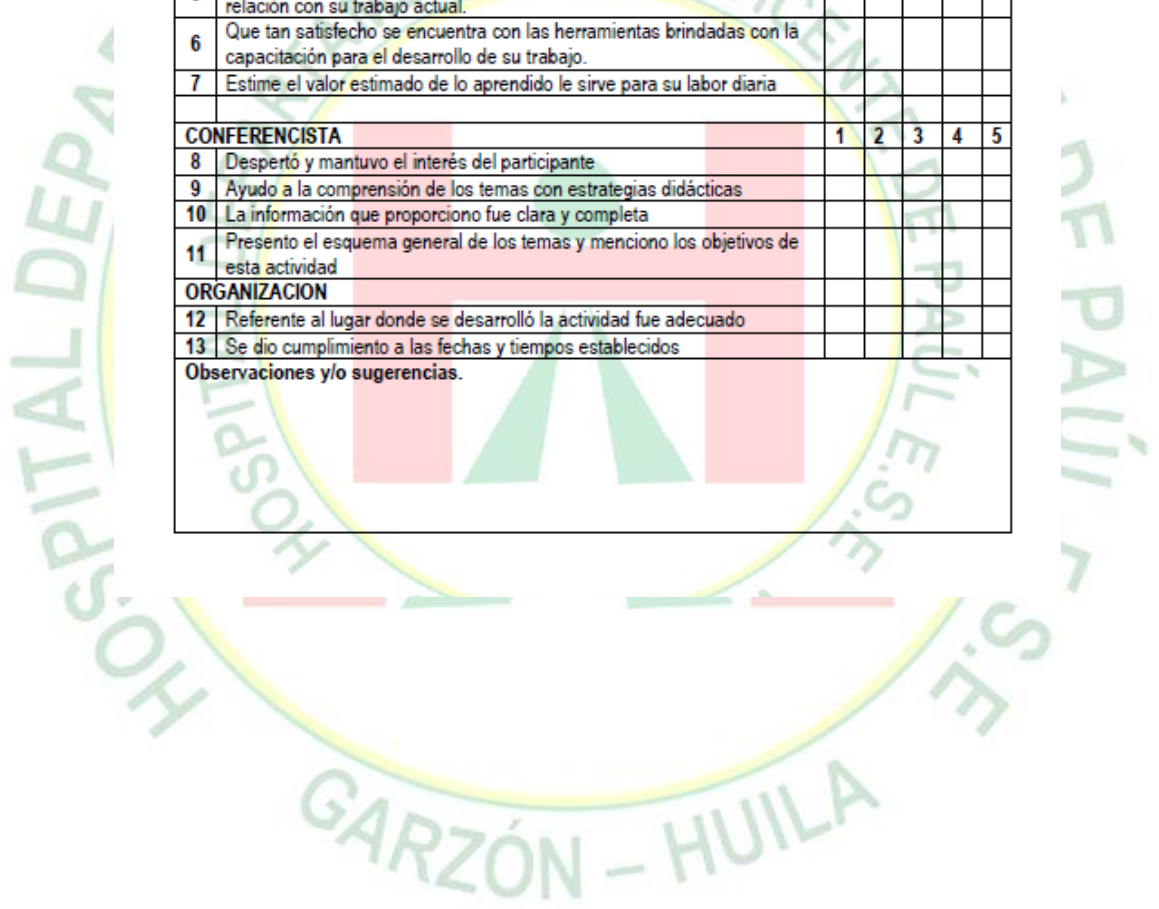 relación con su trabajo actual.
6 Que tan satisfecho se encuentra con las herramientas brindadas con la
capacitación para el desarrollo de su trabajo.
7 Estime el valor estimado de lo aprendido le sirve para su labor diaria
CONFERENCISTA 1 2 3 4 5
8 Despertó y mantuvo el interés del participante
9 Ayudo a la comprensión de los temas con estrategias didácticas
10 La información que proporciono fue clara y completa
11 Presento el esquema general de los temas y menciono los objetivos de
esta actividad
ORGANIZACION
12 Referente al lugar donde se desarrolló la actividad fue adecuado
13 Se dio cumplimiento a las fechas y tiempos establecidos
Observaciones y/o sugerencias.
HOSPITAL DEPA
DE PAÚL E.S.E
HOSPIT
ICENTE DE PAÚL E.S.E
GARZÓN – HUILA